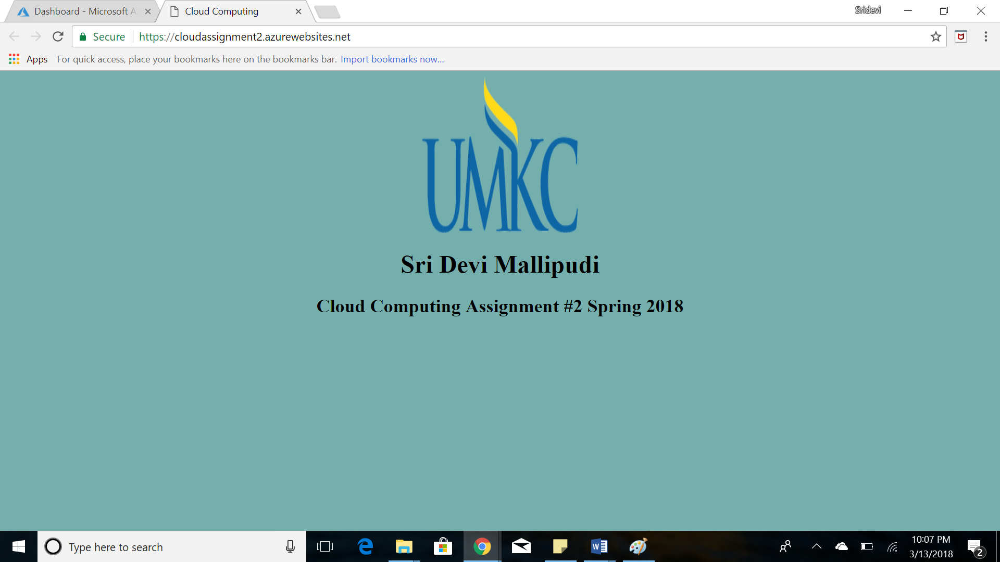 Dashboard - Microsoft A
Cloud Computing
Sridevi
Secure
https://cloudassignment2.azurewebsites.net
Apps
For quick access, place your bookmarks here on the bookmarks bar. Import bookmarks now...
UMKC
Sri Devi Mallipudi
Cloud Computing Assignment #2 Spring 2018
Type here to search
10:07 PM
3/13/2018
2